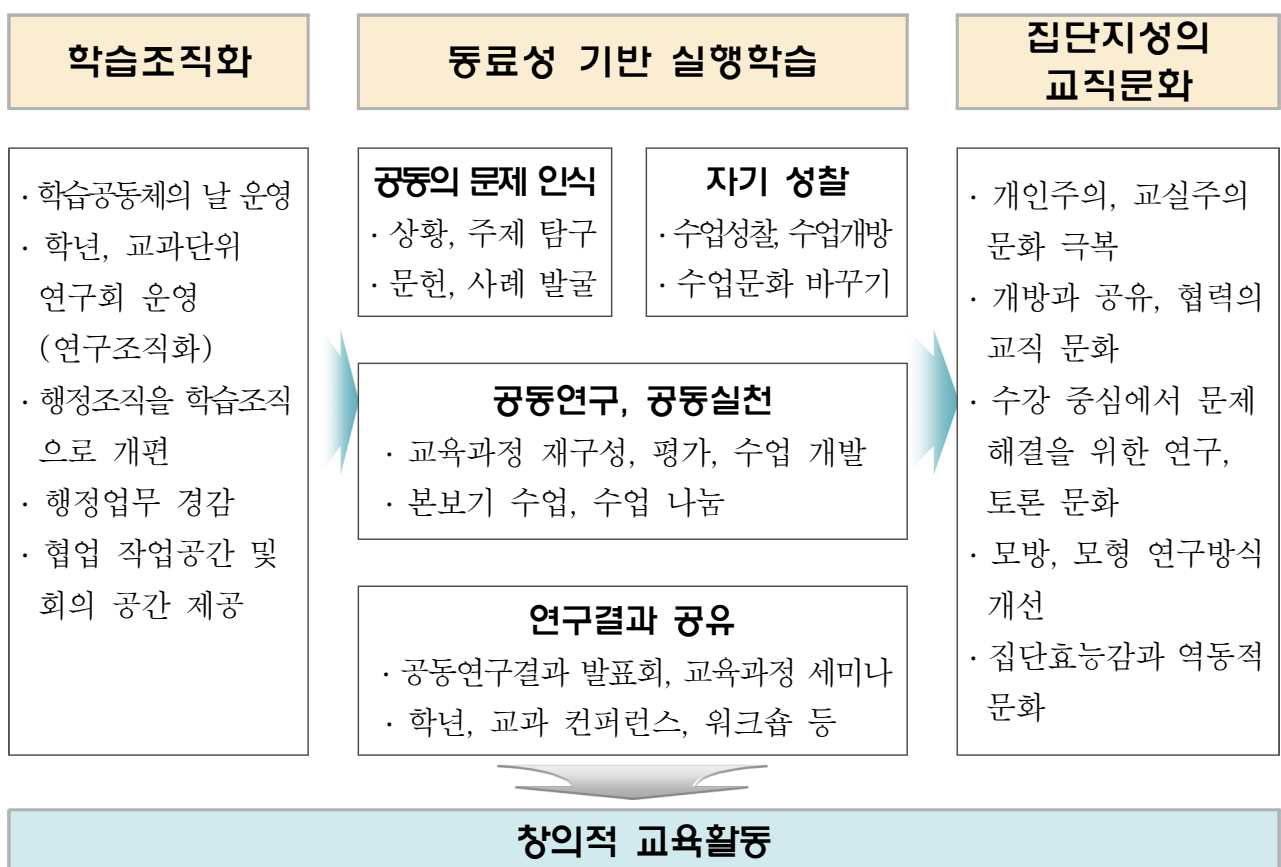 학습조직화
동료성 기반 실행학습
집단지성의
교직문화
· 학습공동체의 날 운영
· 학년, 교과단위
연구회 운영
(연구조직화)
· 행정조직을 학습조직
으로 개편
· 행정업무 경감
· 협업 작업공간 및
회의 공간 제공
공동의 문제 인식
· 상황, 주제 탐구
· 문헌, 사례 발굴
자기 성찰
· 수업성찰, 수업개방
· 수업문화 바꾸기
공동연구, 공동실천
· 교육과정 재구성, 평가, 수업 개발
· 본보기 수업, 수업 나눔
연구결과 공유
· 공동연구결과 발표회, 교육과정 세미나
· 학년, 교과 컨퍼런스, 워크숍 등
· 개인주의, 교실주의
문화 극복
· 개방과 공유, 협력의
교직 문화
· 수강 중심에서 문제
해결을 위한 연구,
토론 문화
· 모방, 모형 연구방식
개선
· 집단효능감과 역동적
문화
창의적 교육활동